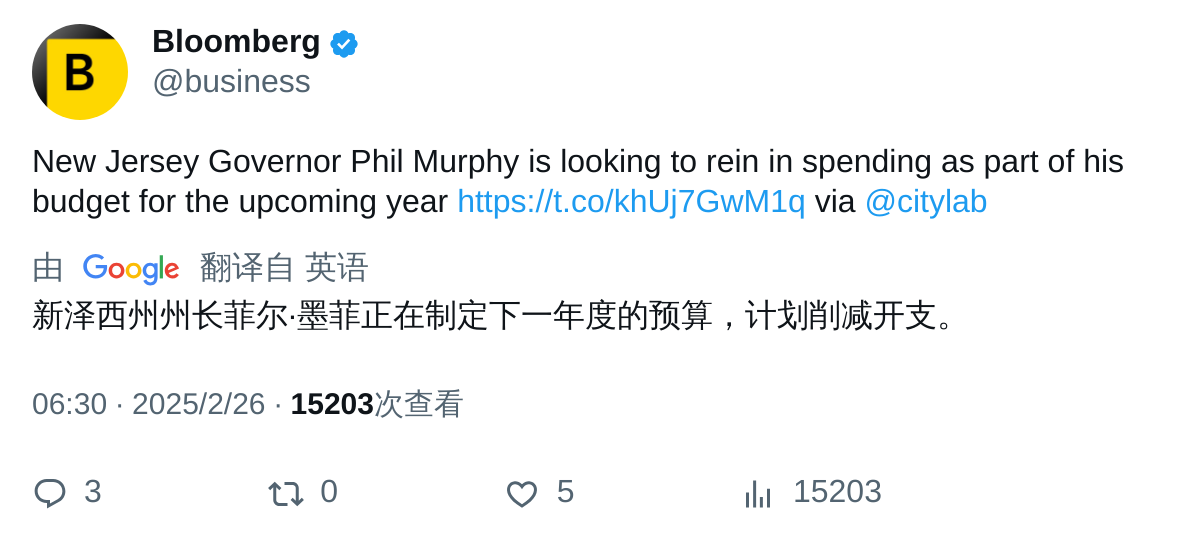 B
Bloomberg
@business
New Jersey Governor Phil Murphy is looking to rein in spending as part of his
budget for the upcoming year https://t.co/khUj7GwM1q via @citylab
由 Google 翻译自 英语
新泽西州州长菲尔·墨菲正在制定下一年度的预算，计划削减开支。
06:30 · 2025/2/26 · 15203次查看
3 0 5 15203